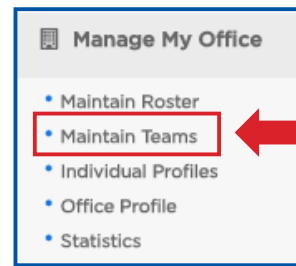 Manage My Office
• Maintain Roster
• Maintain Teams
• Individual Profiles
• Office Profile
• Statistics